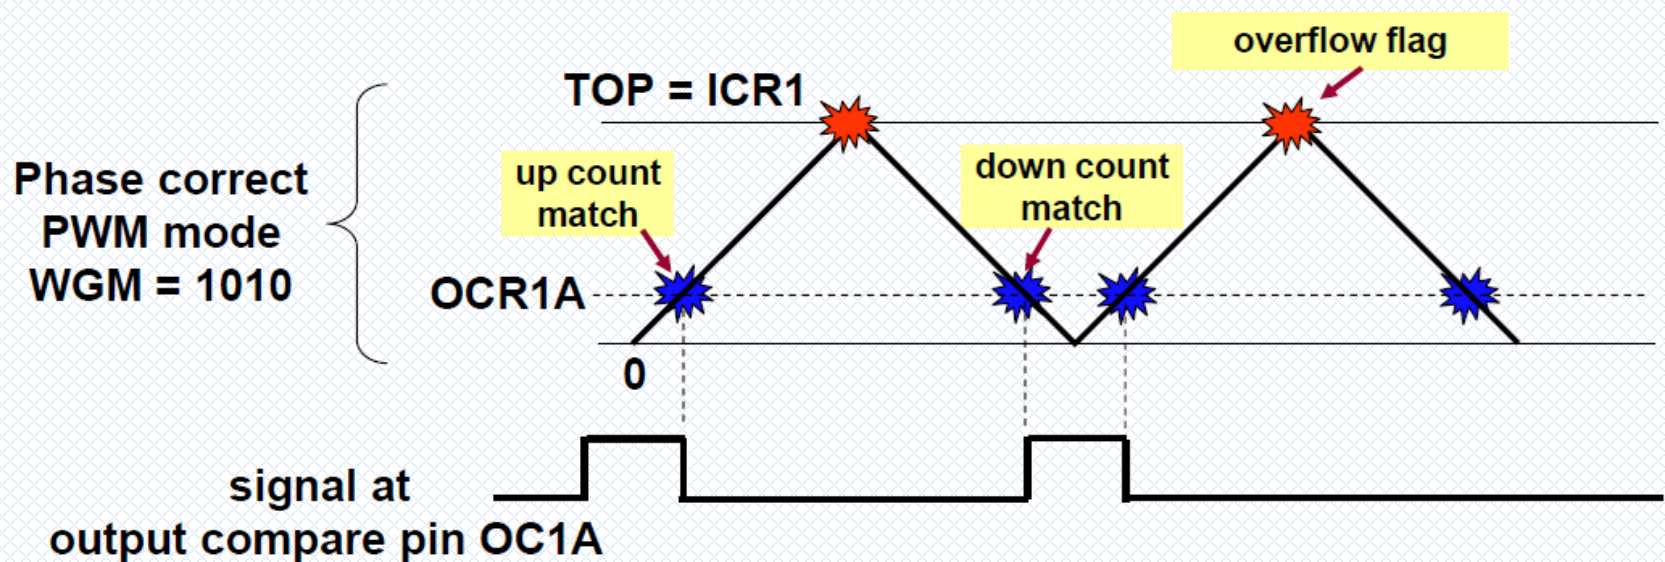 overflow flag
TOP = ICR1
up count
match
down count
match
Phase correct
PWM mode
WGM = 1010
OCR1A
0
signal at
output compare pin OC1A